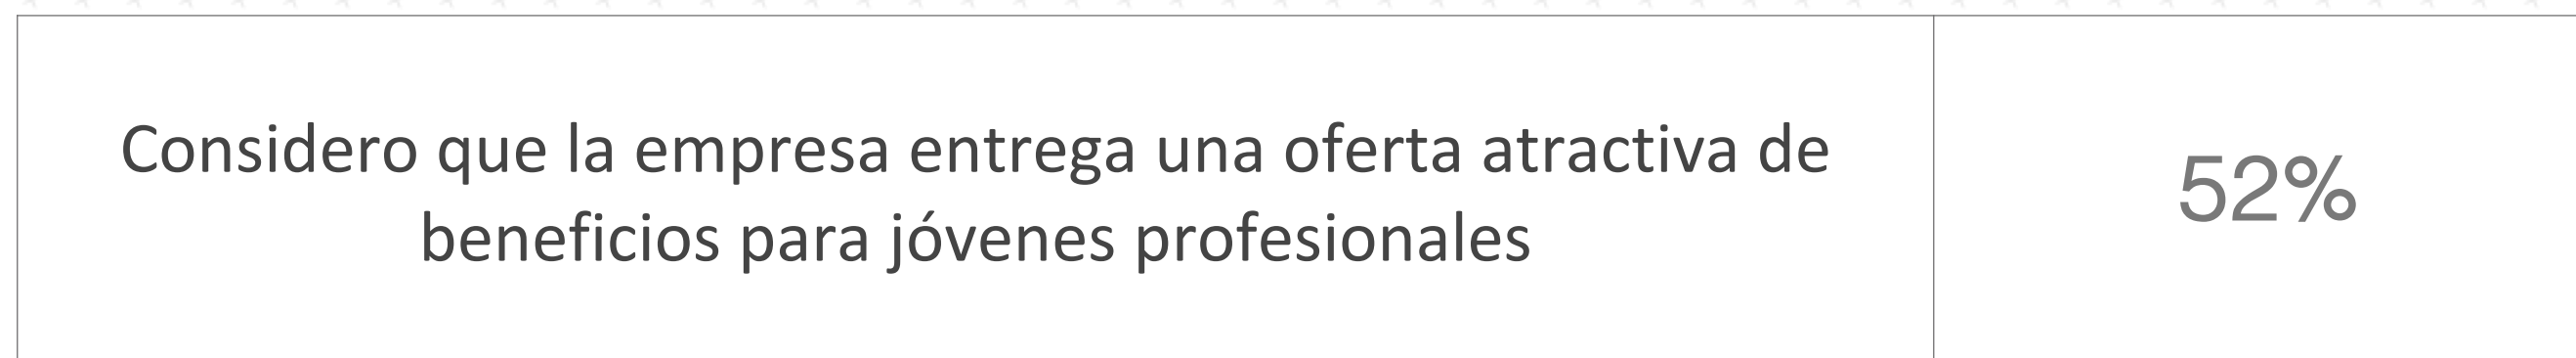 Considero que la empresa entrega una oferta atractiva de
beneficios para jóvenes profesionales
52%